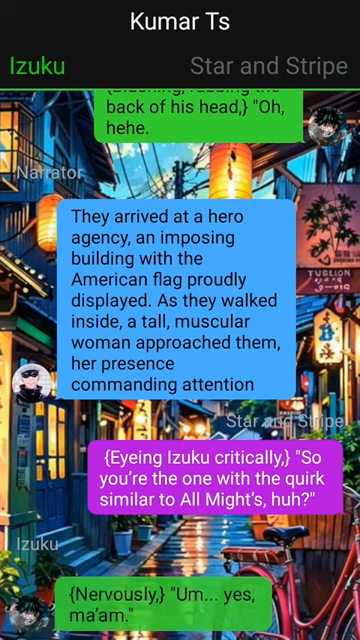 Kumar Ts
Izuku
Star and Stripe
{Blushing, rubbing the
back of his head,} "Oh,
hehe.
Narrator
They arrived at a hero
agency, an imposing
building with the
American flag proudly
displayed. As they walked
inside, a tall, muscular
woman approached them,
her presence
commanding attention
Star and Stripe
{Eyeing Izuku critically,} "So
you're the one with the quirk
similar to All Might's, huh?"
Izuku
{Nervously,} "Um... yes,
ma'am."